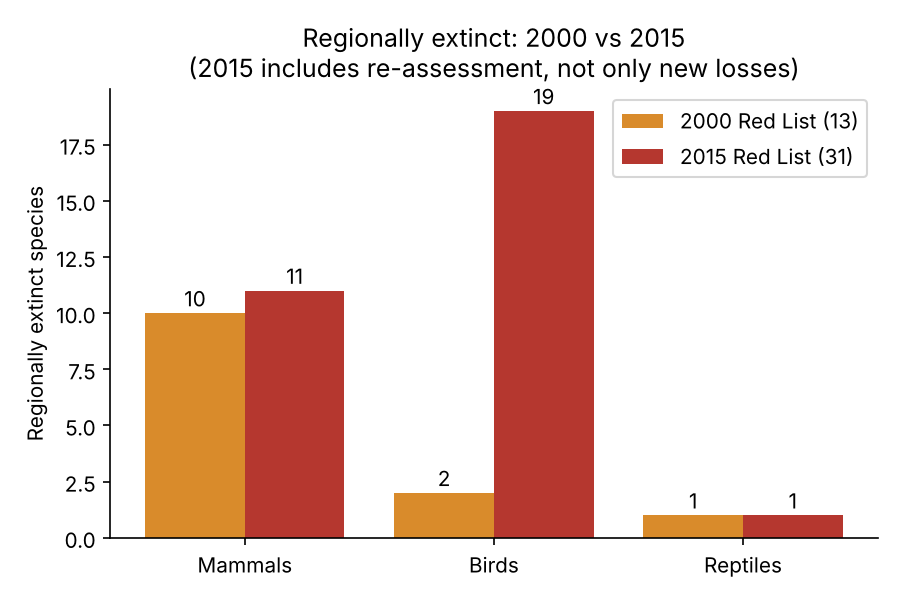 Regionally extinct: 2000 vs 2015
(2015 includes re-assessment, not only new losses)
2000 Red List (13)
2015 Red List (31)
Regionally extinct species
17.5
15.0
12.5
10.0
7.5
5.0
2.5
0.0
10
11
2
19
1
1
Mammals
Birds
Reptiles